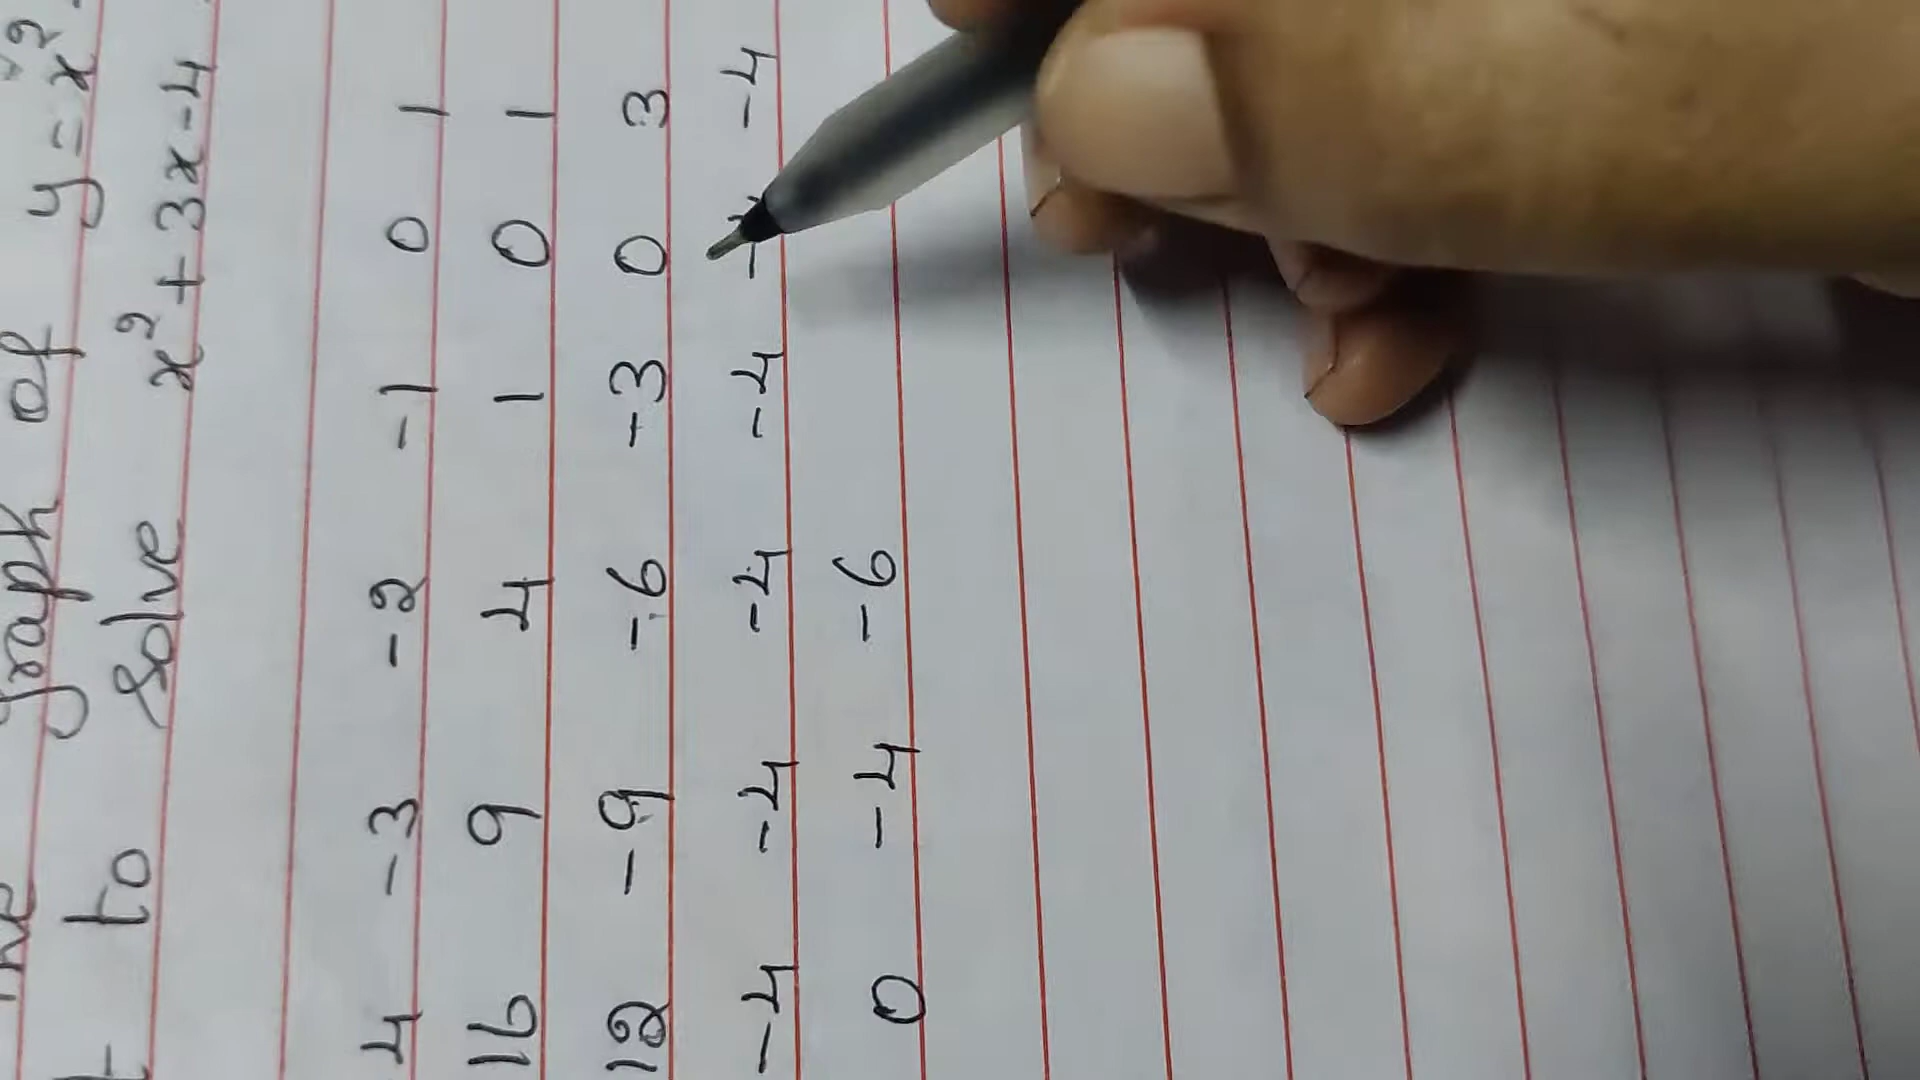 graph of y = x²
to solve x² + 3x - 4
4 -3 -2 -1 0 1
16 9 4 1 0 1
12 -9 -6 -3 0 3
-4 -4 -4 -4 -4
0 -4 -6